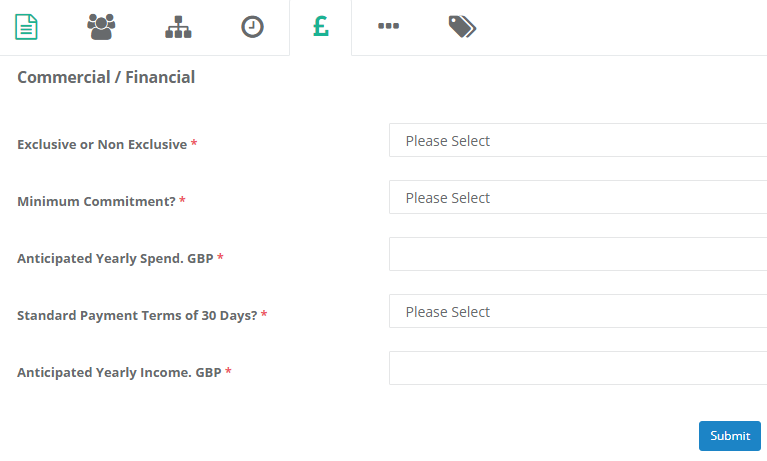 £
Commercial / Financial
Exclusive or Non Exclusive *
Please Select
Minimum Commitment? *
Please Select
Anticipated Yearly Spend. GBP *
Standard Payment Terms of 30 Days? *
Please Select
Anticipated Yearly Income. GBP *
Submit